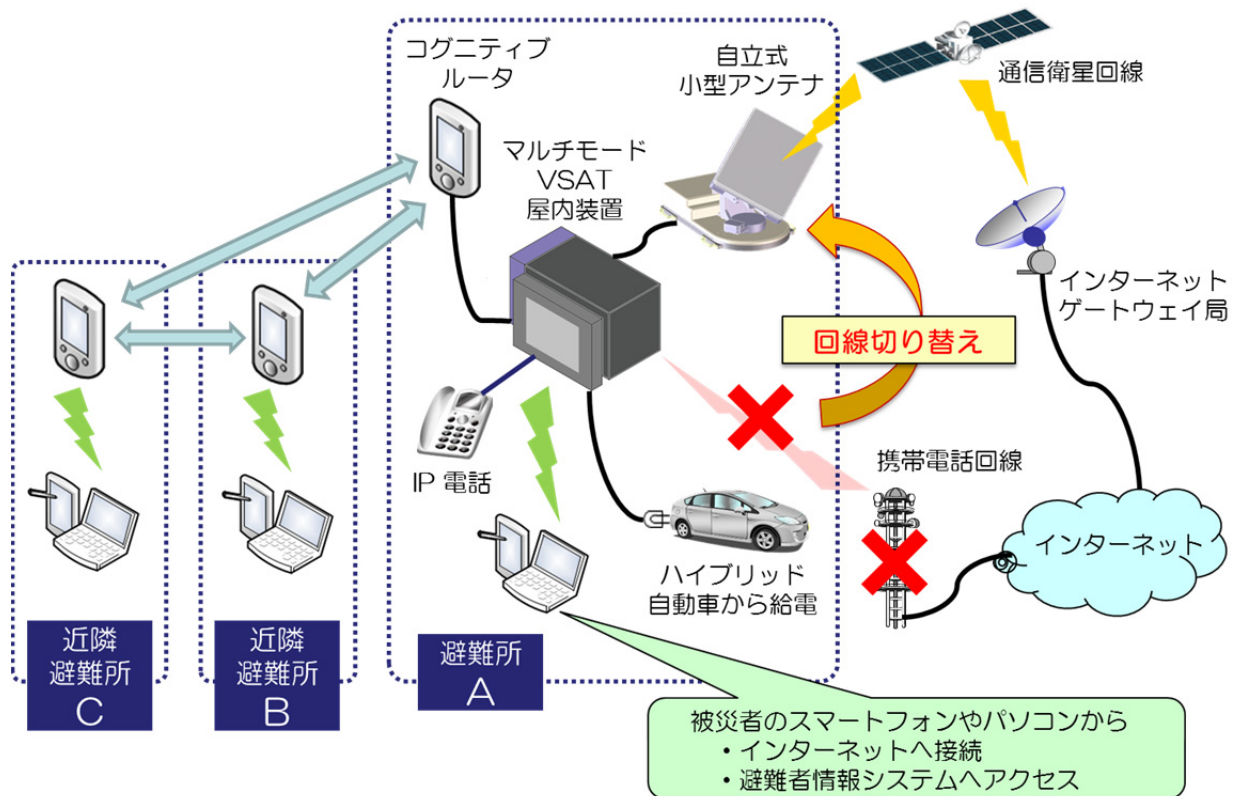 コグニティブ
ルータ
自立式
小型アンテナ
通信衛星回線
マルチモード
VSAT
屋内装置
インターネット
ゲートウェイ局
回線切り替え
IP 電話
携帯電話回線
インターネット
ハイブリッド
自動車から給電
近隣
避難所
C
近隣
避難所
B
避難所
A
被災者のスマートフォンやパソコンから
・インターネットへ接続
・避難者情報システムへアクセス